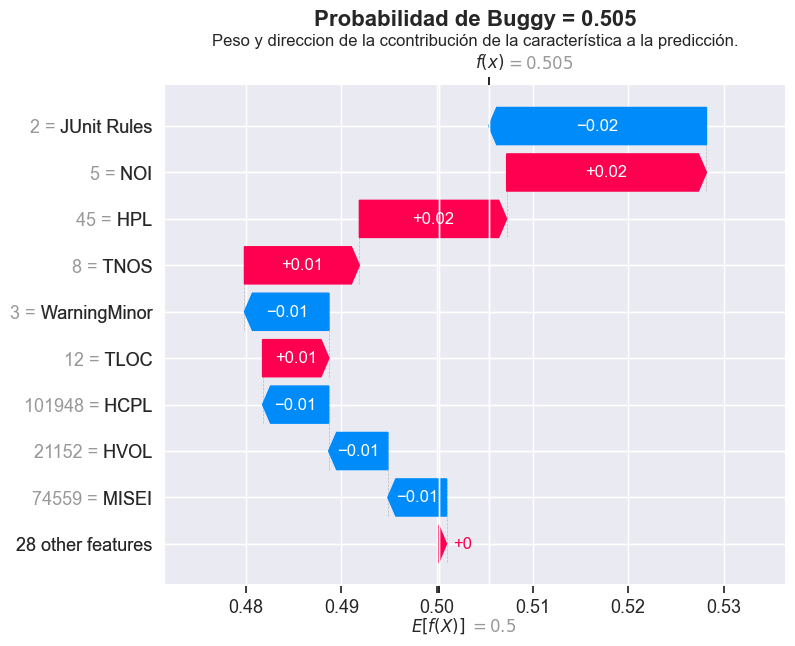 Probabilidad de Buggy = 0.505
Peso y direccion de la ccontribución de la característica a la predicción.
f(x) = 0.505
2 = JUnit Rules
−0.02
5 = NOI
+0.02
45 = HPL
+0.02
8 = TNOS
+0.01
3 = WarningMinor
−0.01
12 = TLOC
+0.01
101948 = HCPL
−0.01
21152 = HVOL
−0.01
74559 = MISEI
−0.01
28 other features
+0
0.48 0.49 0.50 0.51 0.52 0.53
E[f(X)] = 0.5